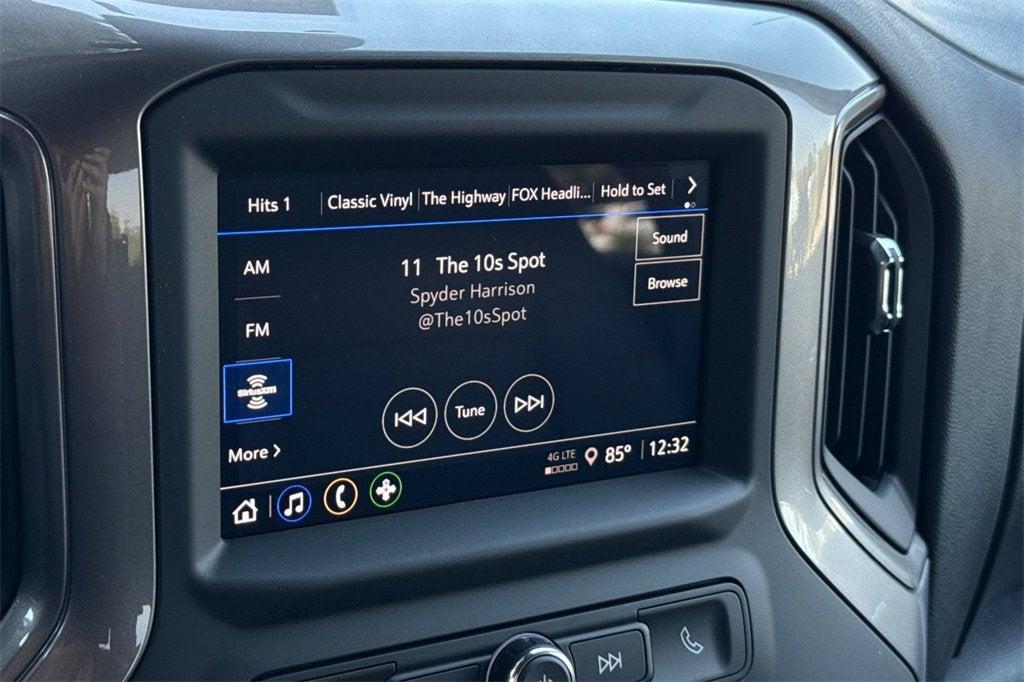 Hits 1 Classic Vinyl The Highway FOX Headli... Hold to Set
Sound
AM
11 The 10s Spot
Browse
Spyder Harrison
@The10sSpot
FM
SiriusXM
Tune
More
4G LTE 85° 12:32